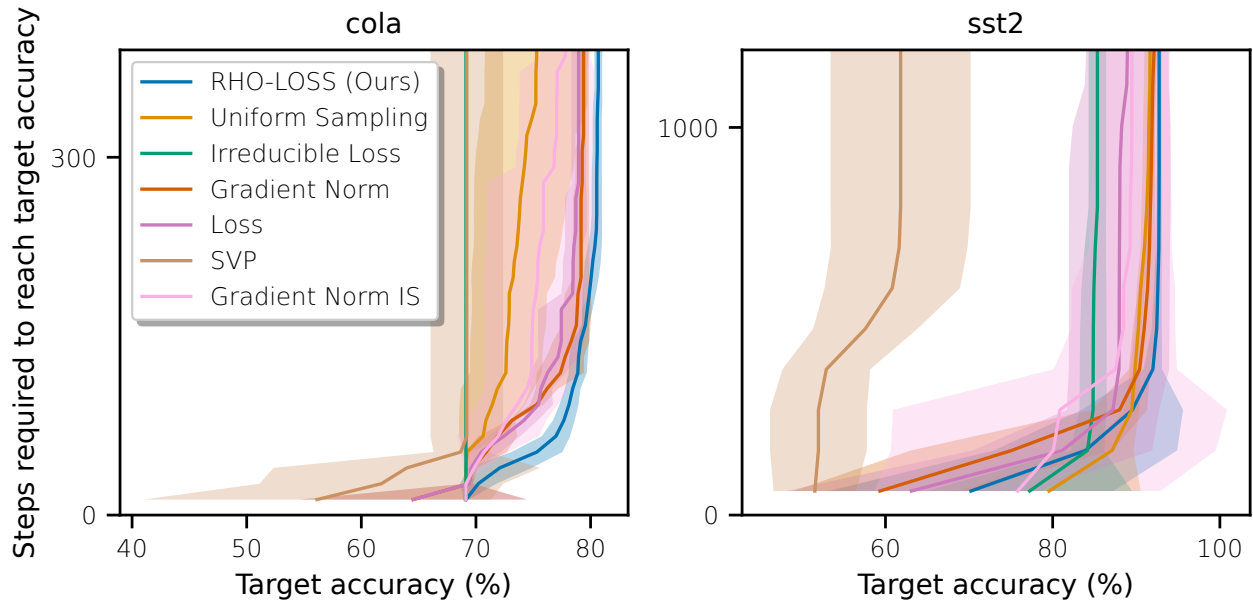 cola
sst2
Steps required to reach target accuracy
RHO-LOSS (Ours)
Uniform Sampling
Irreducible Loss
Gradient Norm
Loss
SVP
Gradient Norm IS
300
0
40
50
60
70
80
1000
0
60
80
100
Target accuracy (%)
Target accuracy (%)